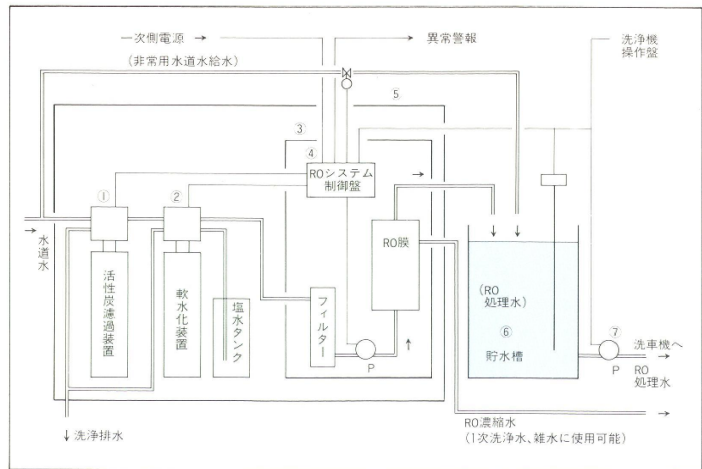 一次側電源
異常警報
洗浄機
操作盤
(非常用水道水給水)
⑤
③
④
ROシステム
制御盤
①
②
水道水
活性炭濾過装置
軟水化装置
塩水タンク
フィルター
RO膜
P
(RO
処理水)
⑥
貯水槽
⑦
P
洗車機へ
RO
処理水
洗浄排水
RO濃縮水
(1次洗浄水、雑水に使用可能)